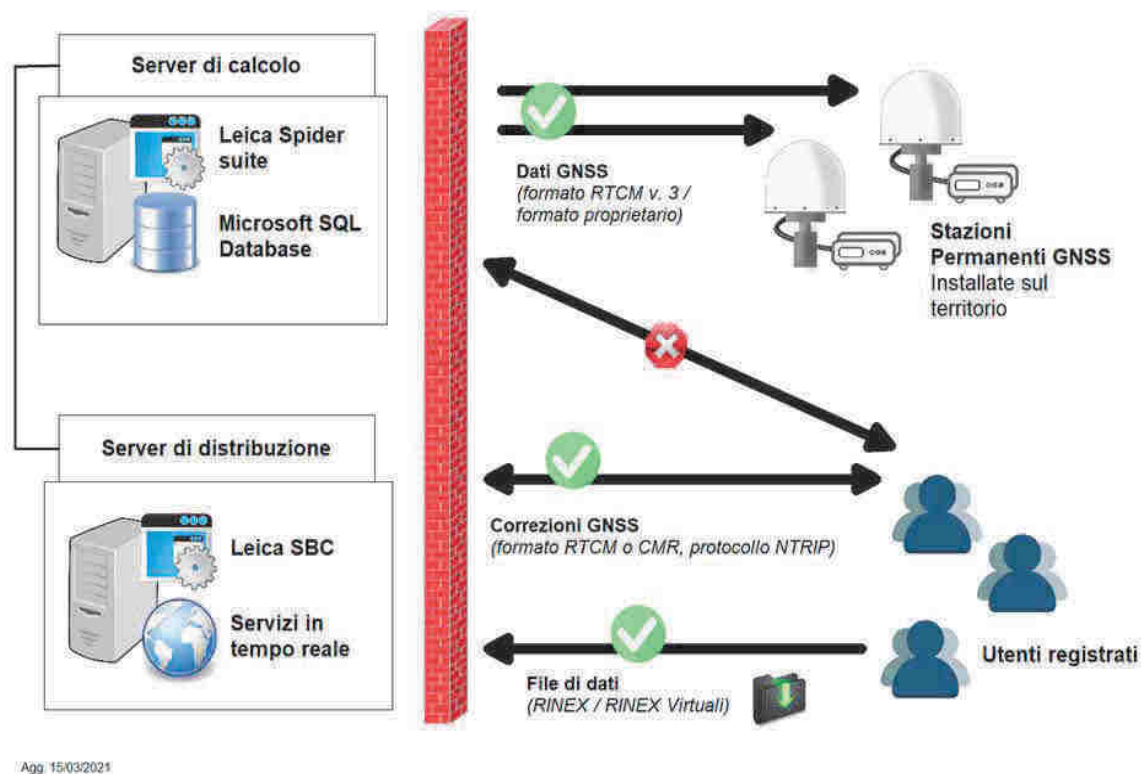 Server di calcolo
Leica Spider
suite
Microsoft SQL
Database
Dati GNSS
(formato RTCM v. 3 /
formato proprietario)
Stazioni
Permanenti GNSS
Installate sul
territorio
Server di distribuzione
Leica SBC
Servizi in
tempo reale
Correzioni GNSS
(formato RTCM o CMR, protocollo NTRIP)
File di dati
(RINEX / RINEX Virtuali)
Utenti registrati
Agg. 15/03/2021